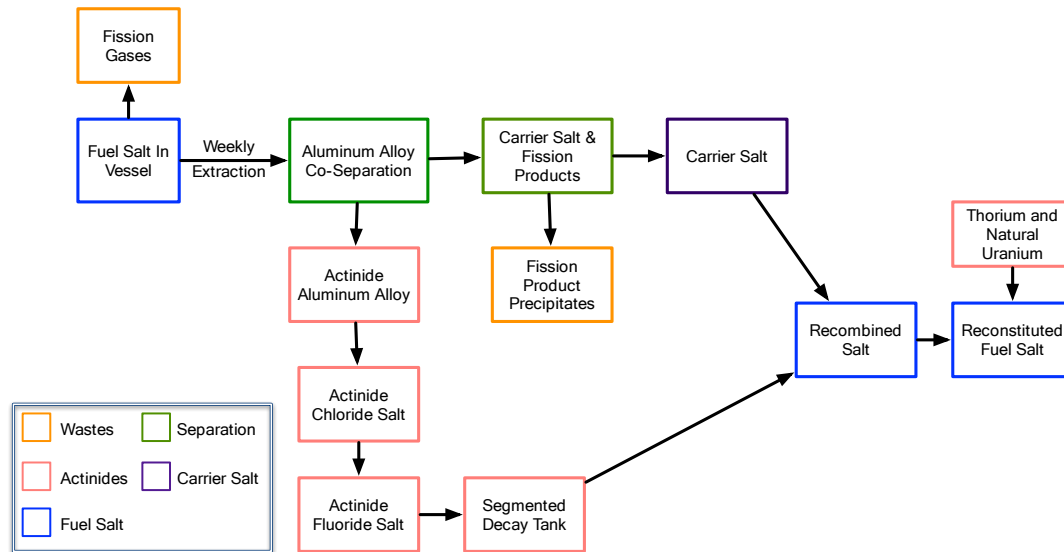 Fission
Gases
Fuel Salt In
Vessel
Weekly
Extraction
Aluminum Alloy
Co-Separation
Carrier Salt &
Fission
Products
Carrier Salt
Thorium and
Natural
Uranium
Actinide
Aluminum Alloy
Fission
Product
Precipitates
Recombined
Salt
Reconstituted
Fuel Salt
Actinide
Chloride Salt
Actinide
Fluoride Salt
Segmented
Decay Tank
Wastes
Separation
Actinides
Carrier Salt
Fuel Salt